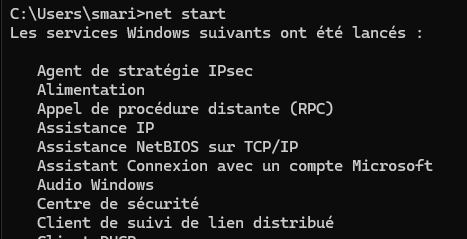 C:\Users\smari>net start
Les services Windows suivants ont été lancés :
Agent de stratégie IPsec
Alimentation
Appel de procédure distante (RPC)
Assistance IP
Assistance NetBIOS sur TCP/IP
Assistant Connexion avec un compte Microsoft
Audio Windows
Centre de sécurité
Client de suivi de lien distribué
Client DHCP